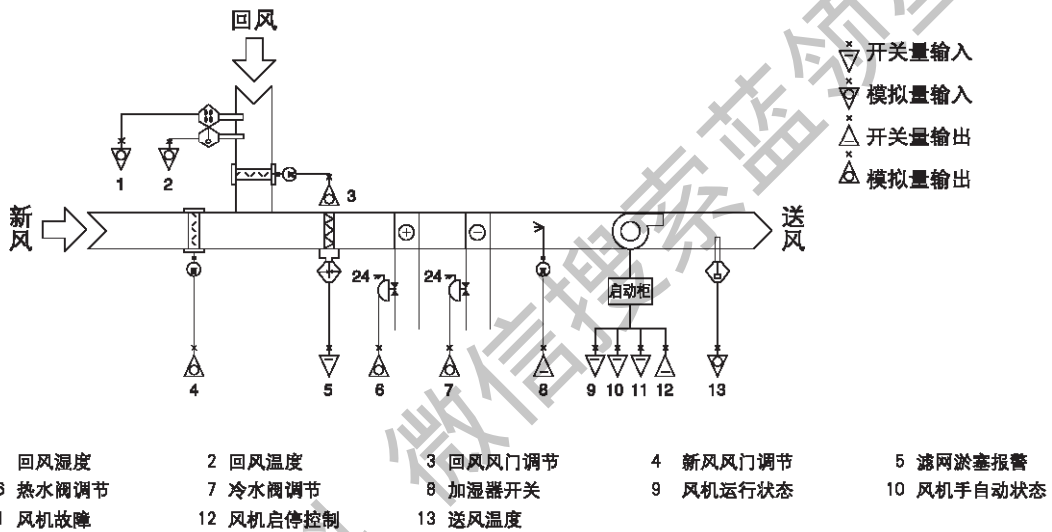 回风
开关量输入
模拟量输入
开关量输出
模拟量输出
1 2 3
新风
送风
24 24
启动柜
4 5 6 7 8 9 10 11 12 13
回风湿度 2 回风温度 3 回风风门调节 4 新风风门调节 5 滤网淤塞报警
6 热水阀调节 7 冷水阀调节 8 加湿器开关 9 风机运行状态 10 风机手自动状态
风机故障 12 风机启停控制 13 送风温度
微信搜索蓝领